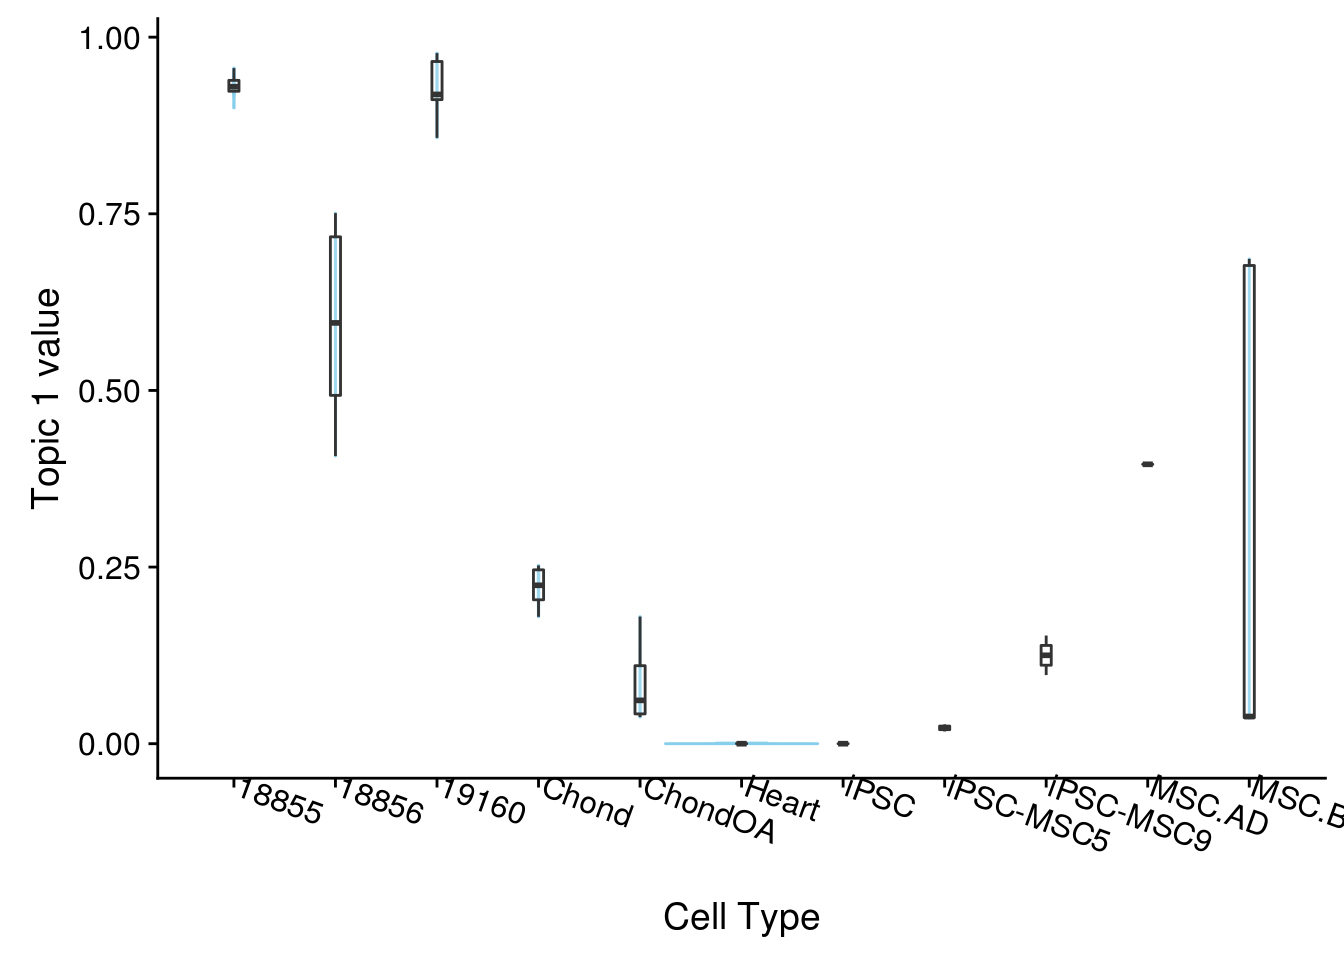 1.00
0.75
0.50
0.25
0.00
Topic 1 value
18855
18856
19160
Chond
ChondOA
Heart
iPSC
iPSC-MSC5
iPSC-MSC9
MSC.AD
MSC.B
Cell Type